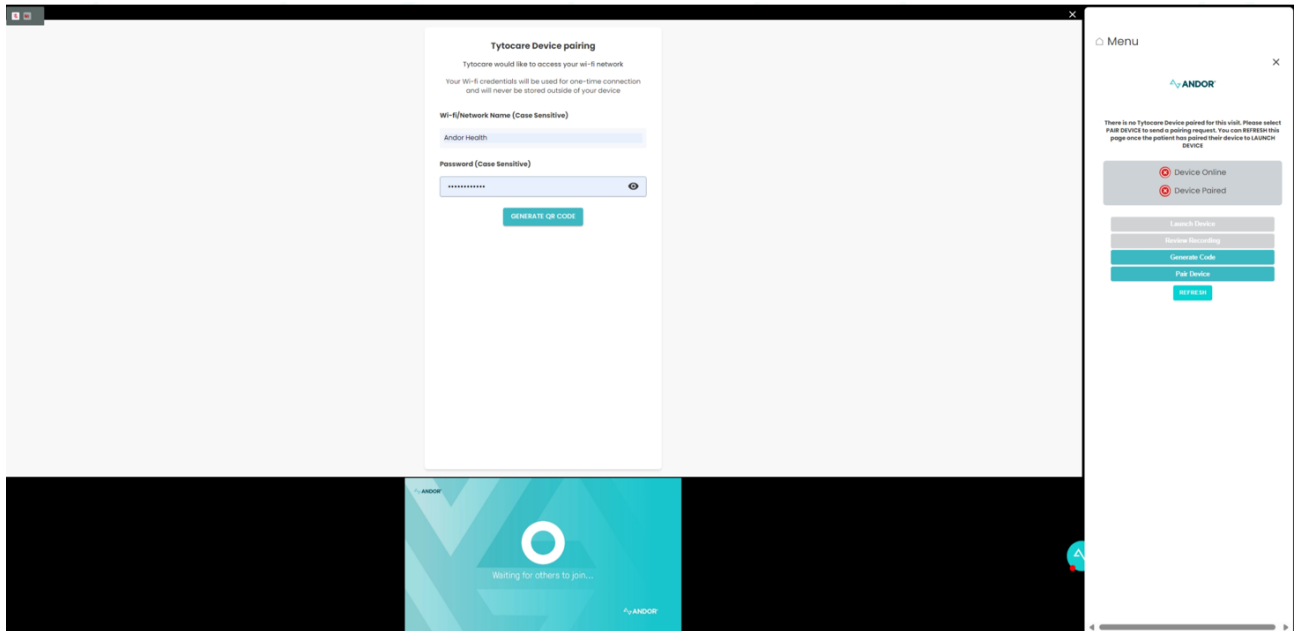 Tytocare Device pairing
Tytocare would like to access your wi-fi network
Your Wi-fi credentials will be used for one-time connection
and will never be stored outside of your device
Wi-fi/Network Name (Case Sensitive)
Andor Health
Password (Case Sensitive)
••••••••••••
GENERATE QR CODE
ANDOR
Waiting for others to join...
ANDOR
Menu
ANDOR
There is no Tytocare Device paired for this visit. Please select
PAIR DEVICE to send a pairing request. You can REFRESH this
page once the patient has paired their device to LAUNCH
DEVICE
Device Online
Device Paired
Launch Device
Review Recording
Generate Code
Pair Device
REFRESH